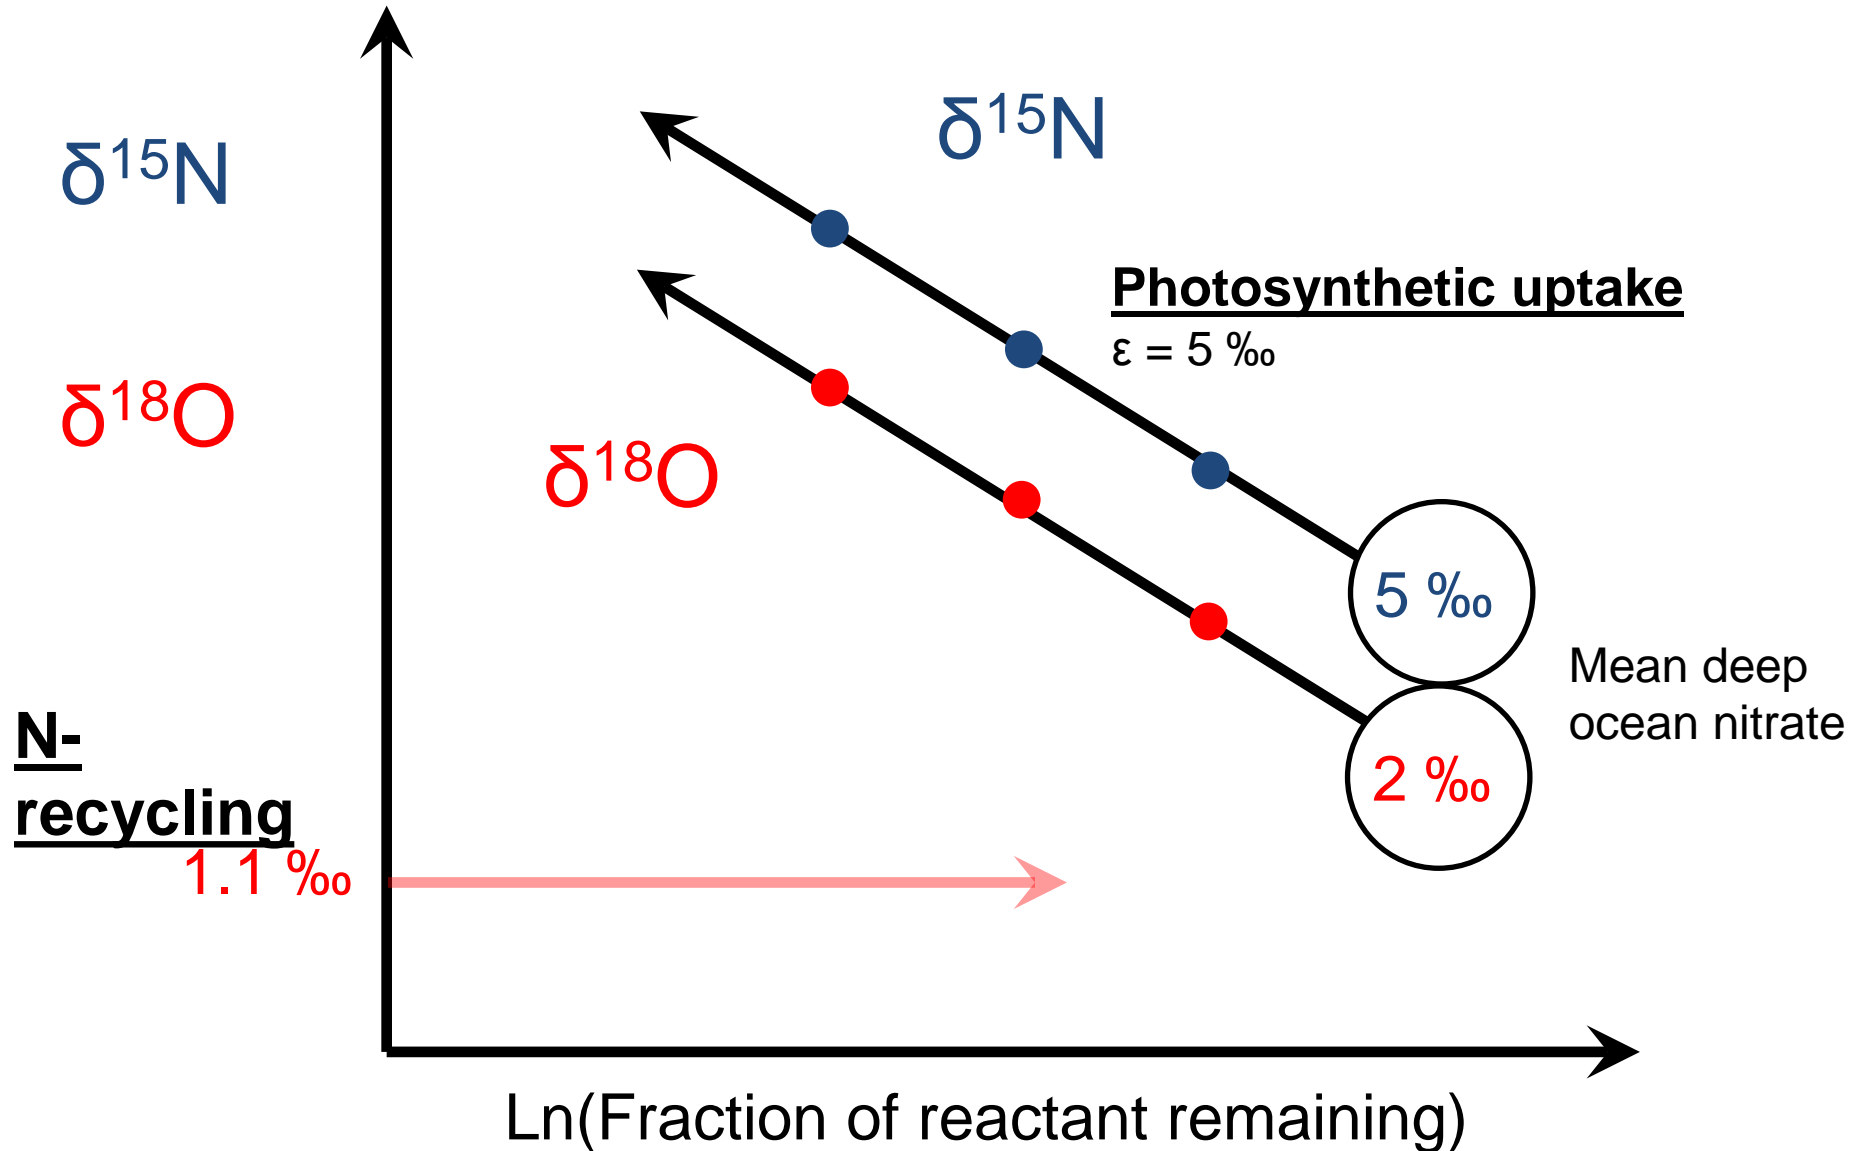 δ15N
δ15N
Photosynthetic uptake
ε = 5 ‰
δ18O
δ18O
5 ‰
Mean deep
ocean nitrate
2 ‰
N-
recycling
1.1 ‰
Ln(Fraction of reactant remaining)